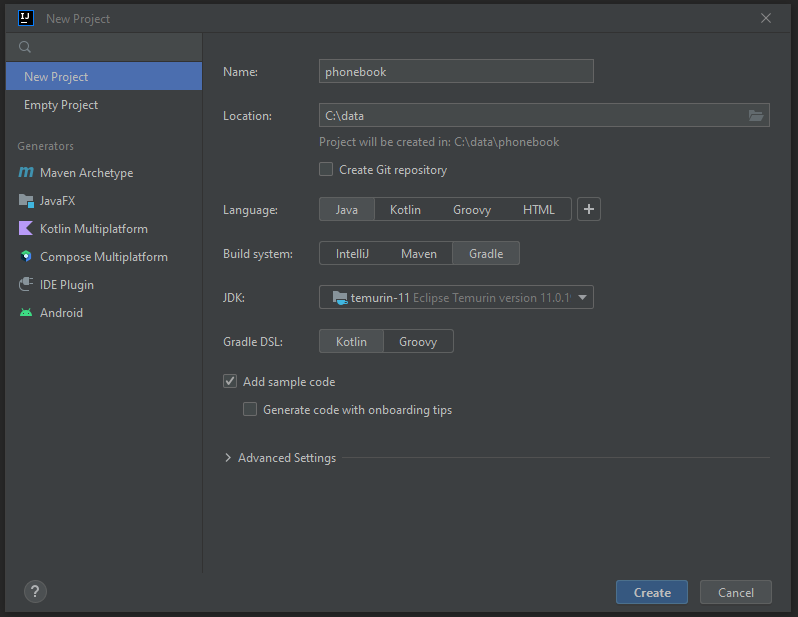 New Project
New Project
Empty Project
Generators
Maven Archetype
JavaFX
Kotlin Multiplatform
Compose Multiplatform
IDE Plugin
Android
Name: phonebook
Location: C:\data
Project will be created in: C:\data\phonebook
Create Git repository
Language: Java Kotlin Groovy HTML +
Build system: IntelliJ Maven Gradle
JDK: temurin-11 Eclipse Temurin version 11.0.1
Gradle DSL: Kotlin Groovy
Add sample code
Generate code with onboarding tips
Advanced Settings
? Create Cancel